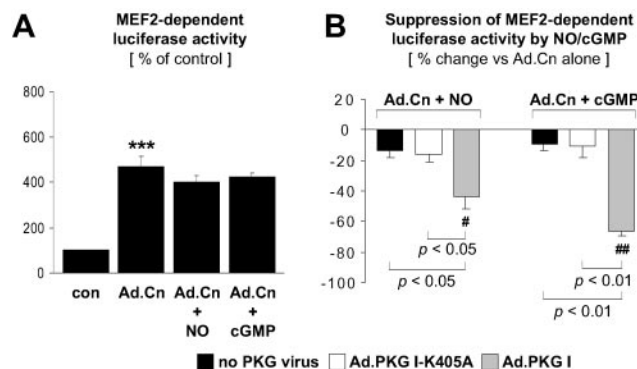 A
MEF2-dependent
luciferase activity
[ % of control ]
800
600
400
200
0
***
con
Ad.Cn
Ad.Cn
+
NO
Ad.Cn
+
cGMP
B
Suppression of MEF2-dependent
luciferase activity by NO/cGMP
[ % change vs Ad.Cn alone ]
Ad.Cn + NO
Ad.Cn + cGMP
20
0
-20
-40
-60
-80
-100
#
p < 0.05
p < 0.05
##
p < 0.01
p < 0.01
no PKG virus
Ad.PKG I-K405A
Ad.PKG I